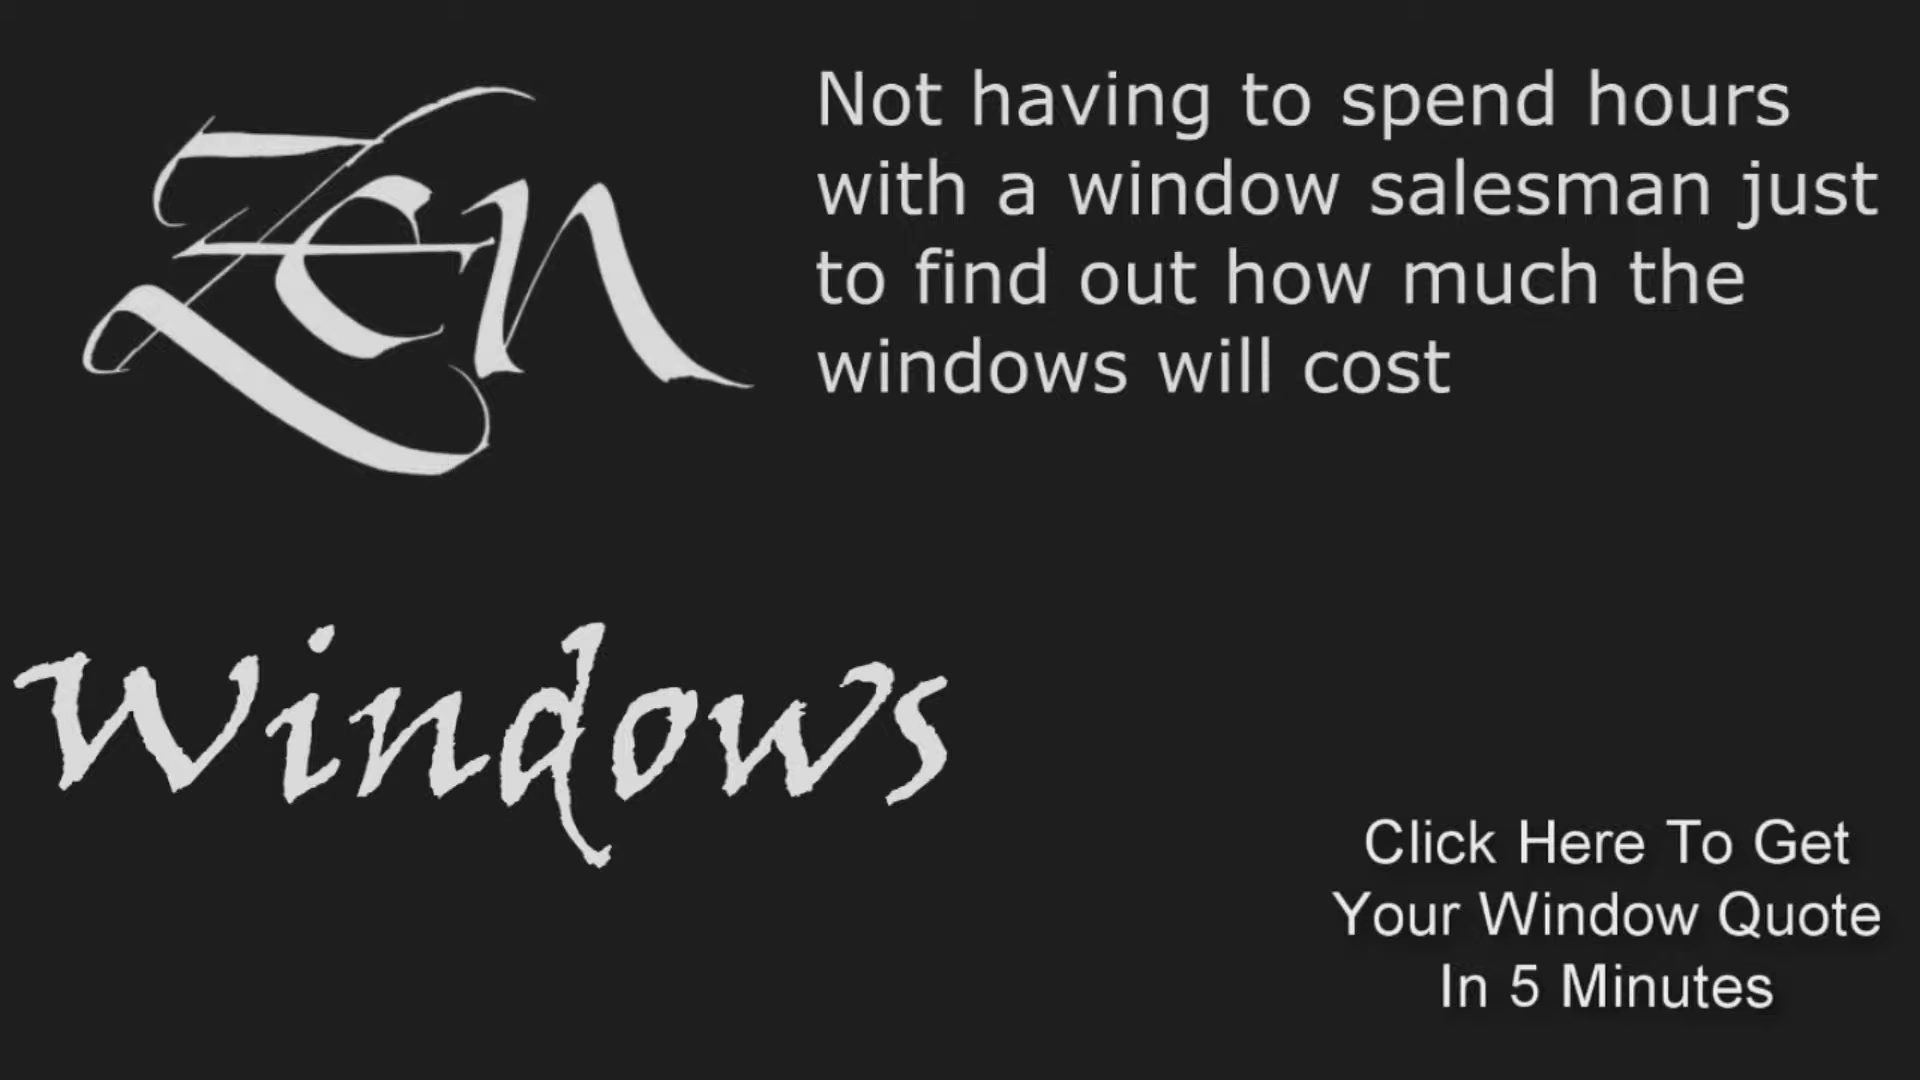 Zen
Not having to spend hours
with a window salesman just
to find out how much the
windows will cost
Windows
Click Here To Get
Your Window Quote
In 5 Minutes